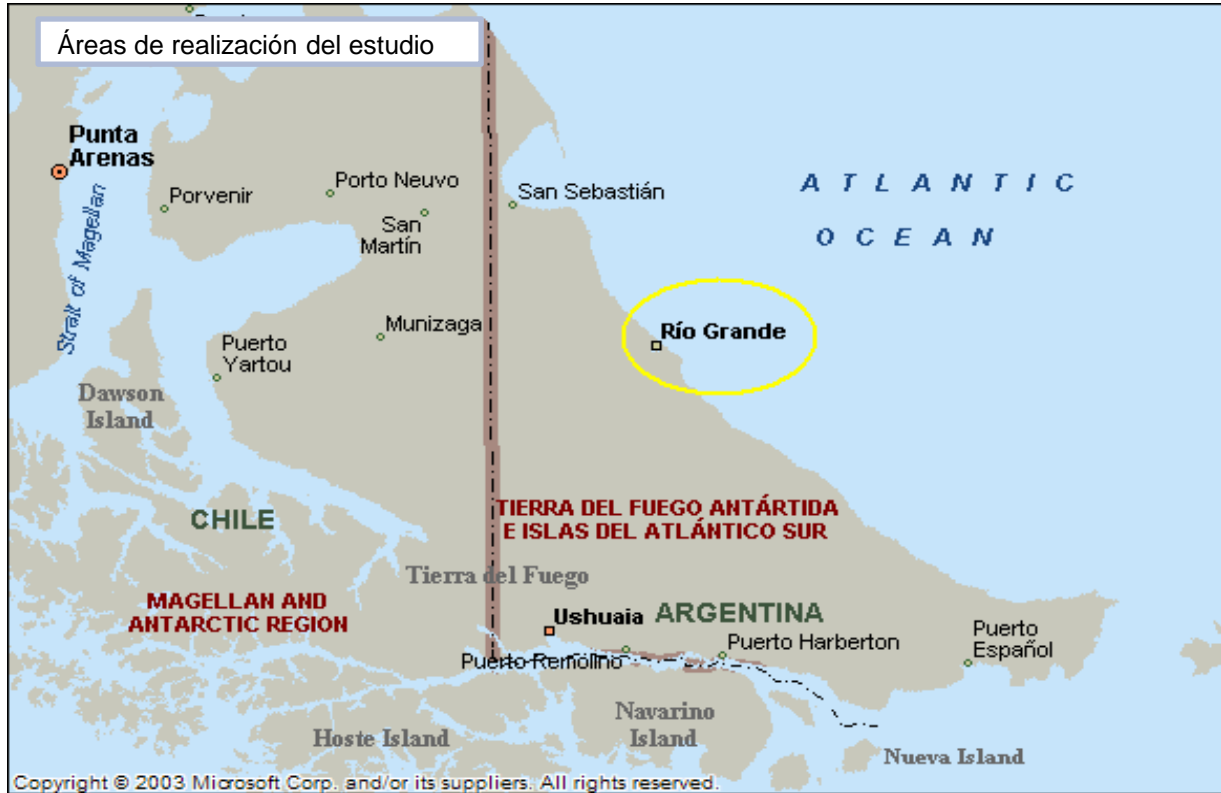 Áreas de realización del estudio
Punta
Arenas
Strait of Magellan
Porvenir
Porto Neuvo
San
Martín
San Sebastián
ATLANTIC
OCEAN
Munizaga
Puerto
Yartou
Río Grande
Dawson
Island
CHILE
TIERRA DEL FUEGO ANTÁRTIDA
E ISLAS DEL ATLÁNTICO SUR
Tierra del Fuego
MAGELLAN AND
ANTARCTIC REGION
Ushuaia
ARGENTINA
Puerto Remolino
Puerto Harberton
Puerto
Español
Navarino
Island
Hoste Island
Nueva Island
Copyright © 2003 Microsoft Corp. and/or its suppliers. All rights reserved.